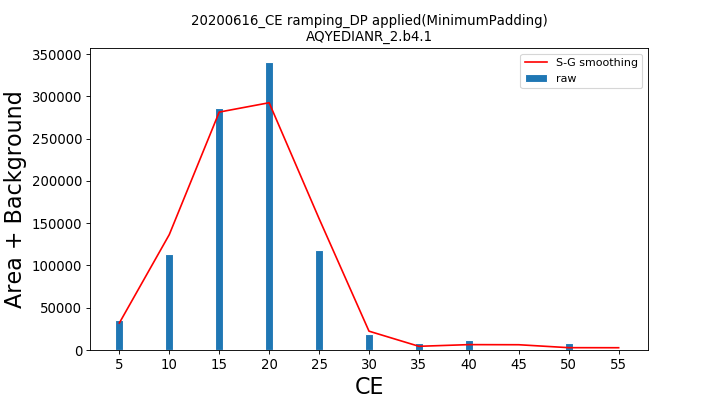 20200616_CE ramping_DP applied(MinimumPadding)
AQYEDIANR_2.b4.1
S-G smoothing
raw
Area + Background
350000
300000
250000
200000
150000
100000
50000
0
5 10 15 20 25 30 35 40 45 50 55
CE